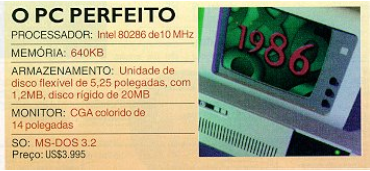 O PC PERFEITO
PROCESSADOR: Intel 80286 de10 MHz
MEMÓRIA: 640KB
ARMAZENAMENTO: Unidade de
disco flexível de 5,25 polegadas, com
1,2MB, disco rígido de 20MB
MONITOR: CGA colorido de
14 polegadas
SO: MS-DOS 3.2
Preço: US$3.995
1986